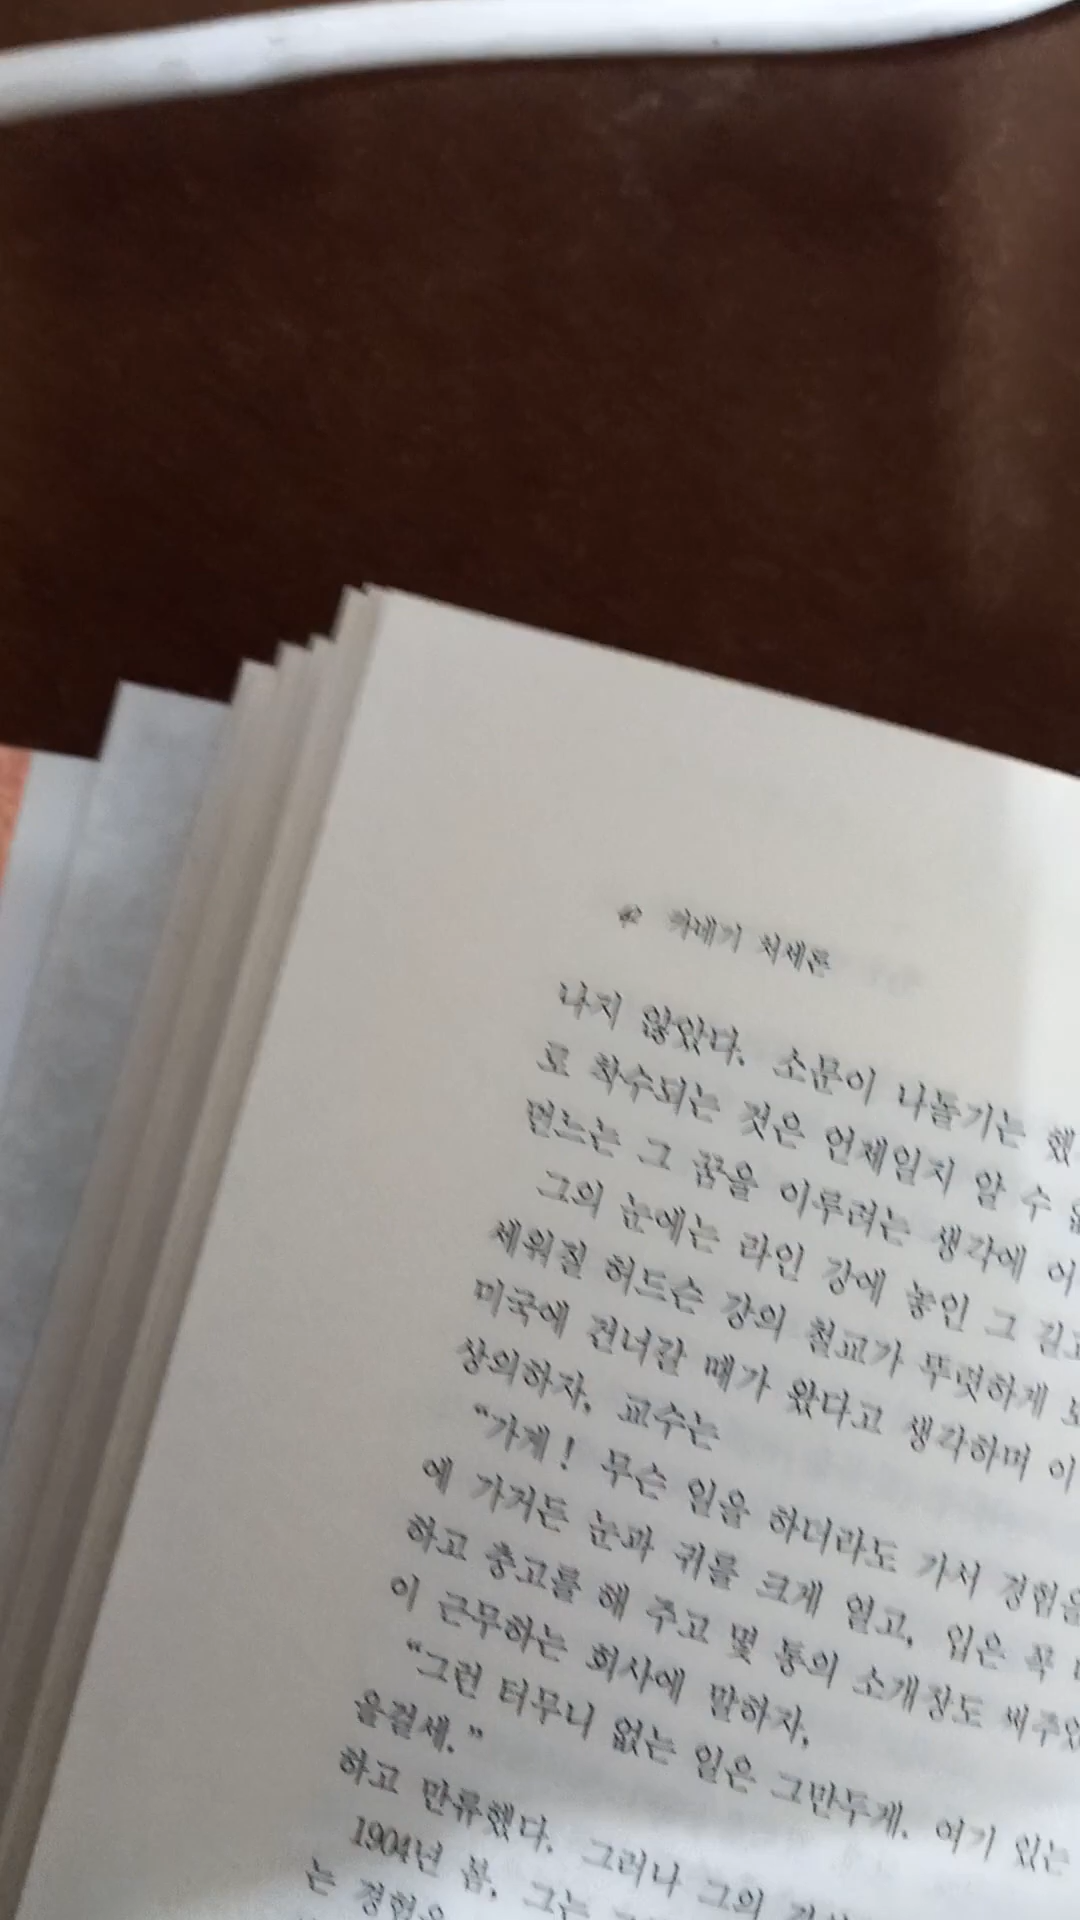 카네기 처세론
나지 않았다. 소문이 나돌기는 했
로 착수되는 것은 언제일지 알 수 없
면느는 그 꿈을 이루려는 생각에 어
그의 눈에는 라인 강에 놓인 그 길고
세워질 허드슨 강의 철교가 뚜렷하게
미국에 건너갈 때가 왔다고 생각하며 이
상의하자, 교수는
“가게! 무슨 일을 하더라도 가서 경험을
에 가거든 눈과 귀를 크게 열고, 입은 꼭
하고 충고를 해 주고 몇 통의 소개장도 써주었
이 근무하는 회사에 말하자,
“그런 터무니 없는 일은 그만두게. 여기 있는
을걸세.”
하고 만류했다. 그러나 그의
1904년 봄, 그는
는 경험은